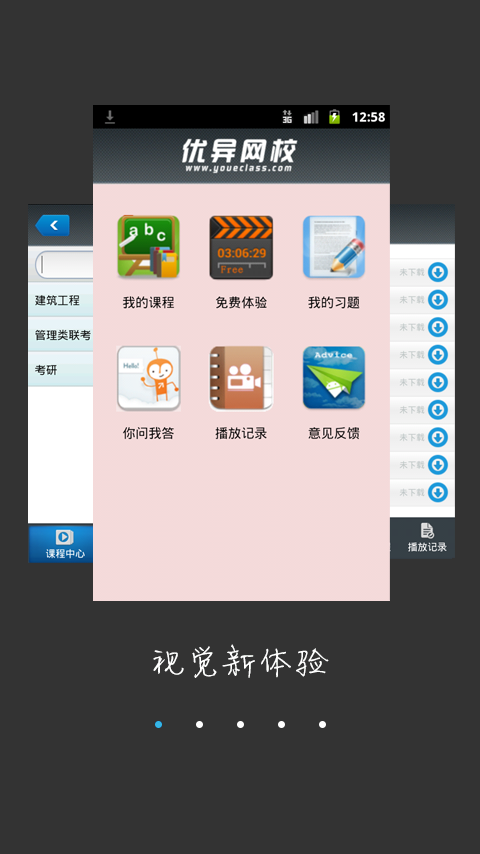 3G
12:58
优异网校
www.youeclass.com
abc
03:06:29
Free
我的课程
免费体验
我的习题
Hello!
Advice
你问我答
播放记录
意见反馈
建筑工程
管理类联考
考研
课程中心
未下载
未下载
未下载
未下载
未下载
未下载
未下载
未下载
未下载
播放记录
视觉新体验